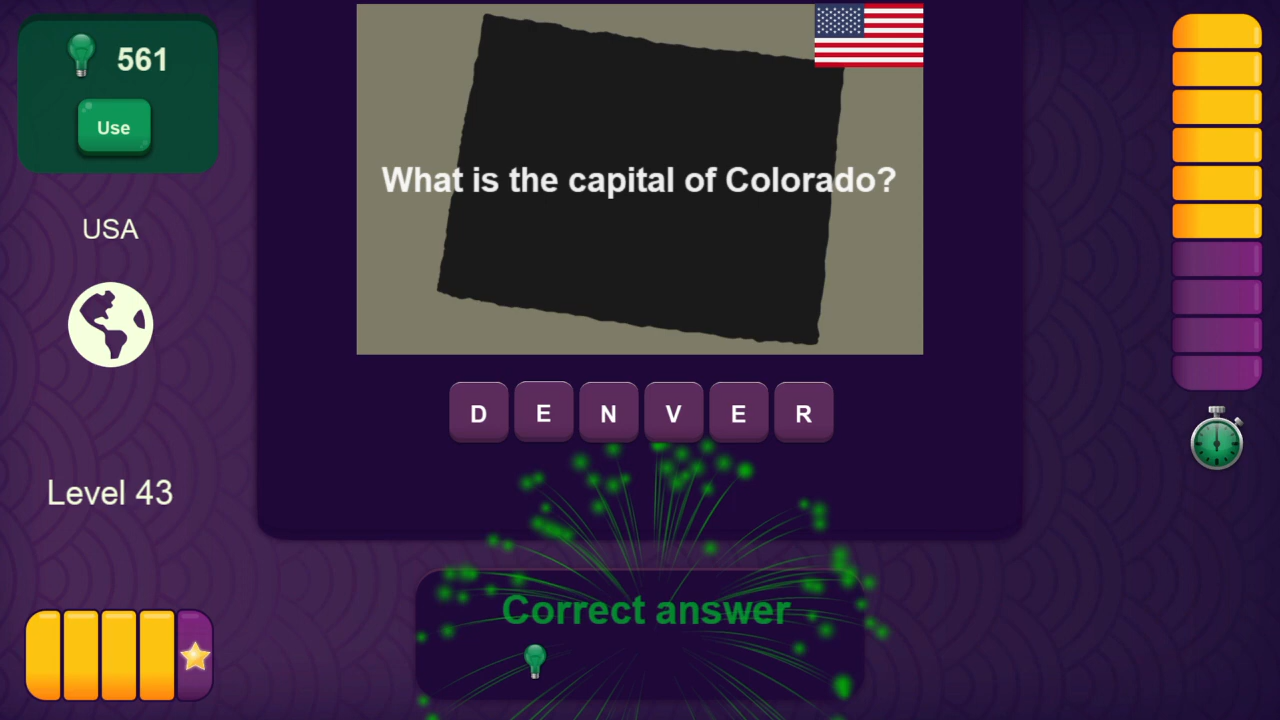 561
Use
USA
Level 43
What is the capital of Colorado?
D E N V E R
Correct answer